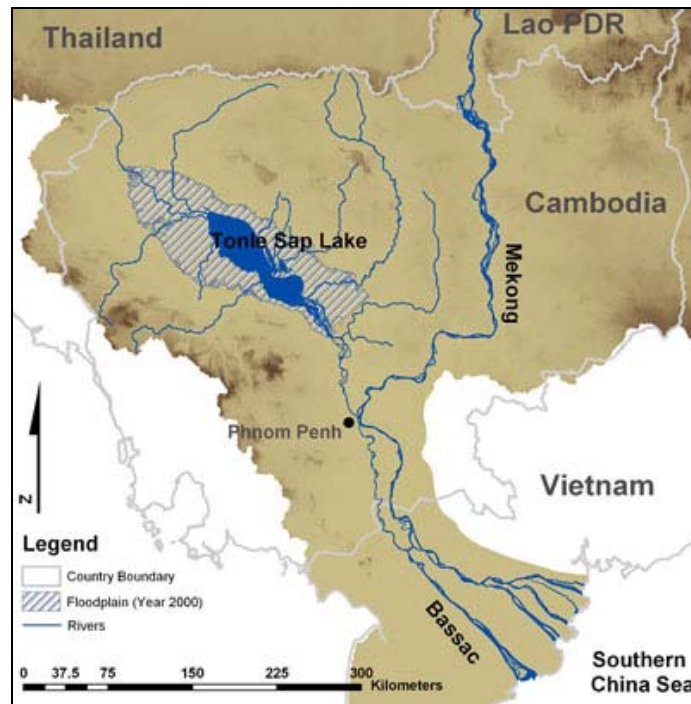 Thailand
Lao PDR
Cambodia
Tonle Sap Lake
Mekong
Phnom Penh
Vietnam
N
Legend
Country Boundary
Floodplain (Year 2000)
Rivers
Bassac
0 37.5 75 150 225 300
Kilometers
Southern
China Sea